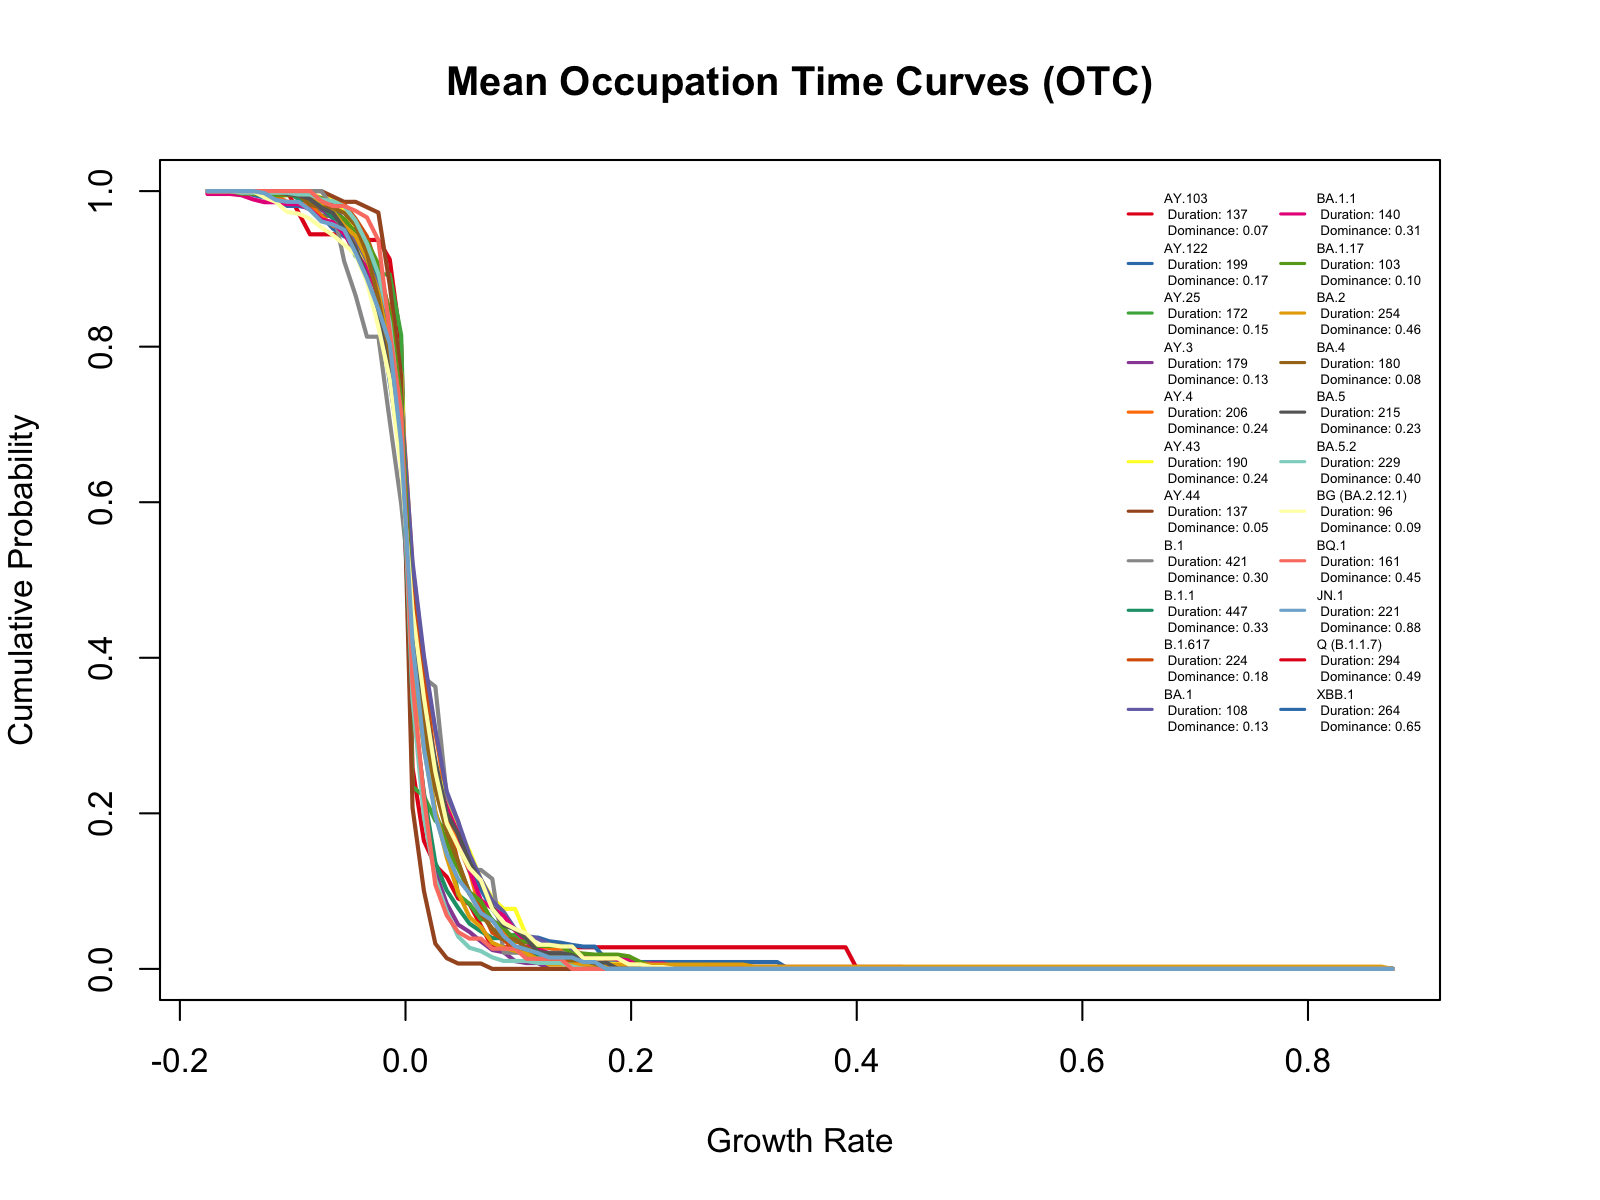 Mean Occupation Time Curves (OTC)
Cumulative Probability
1.0
0.8
0.6
0.4
0.2
0.0
-0.2
0.0
0.2
0.4
0.6
0.8
Growth Rate
AY.103
Duration: 137
Dominance: 0.07
AY.122
Duration: 199
Dominance: 0.17
AY.25
Duration: 172
Dominance: 0.15
AY.3
Duration: 179
Dominance: 0.13
AY.4
Duration: 206
Dominance: 0.24
AY.43
Duration: 190
Dominance: 0.24
AY.44
Duration: 137
Dominance: 0.05
B.1
Duration: 421
Dominance: 0.30
B.1.1
Duration: 447
Dominance: 0.33
B.1.617
Duration: 224
Dominance: 0.18
BA.1
Duration: 108
Dominance: 0.13
BA.1.1
Duration: 140
Dominance: 0.31
BA.1.17
Duration: 103
Dominance: 0.10
BA.2
Duration: 254
Dominance: 0.46
BA.4
Duration: 180
Dominance: 0.08
BA.5
Duration: 215
Dominance: 0.23
BA.5.2
Duration: 229
Dominance: 0.40
BG (BA.2.12.1)
Duration: 96
Dominance: 0.09
BQ.1
Duration: 161
Dominance: 0.45
JN.1
Duration: 221
Dominance: 0.88
Q (B.1.1.7)
Duration: 294
Dominance: 0.49
XBB.1
Duration: 264
Dominance: 0.65